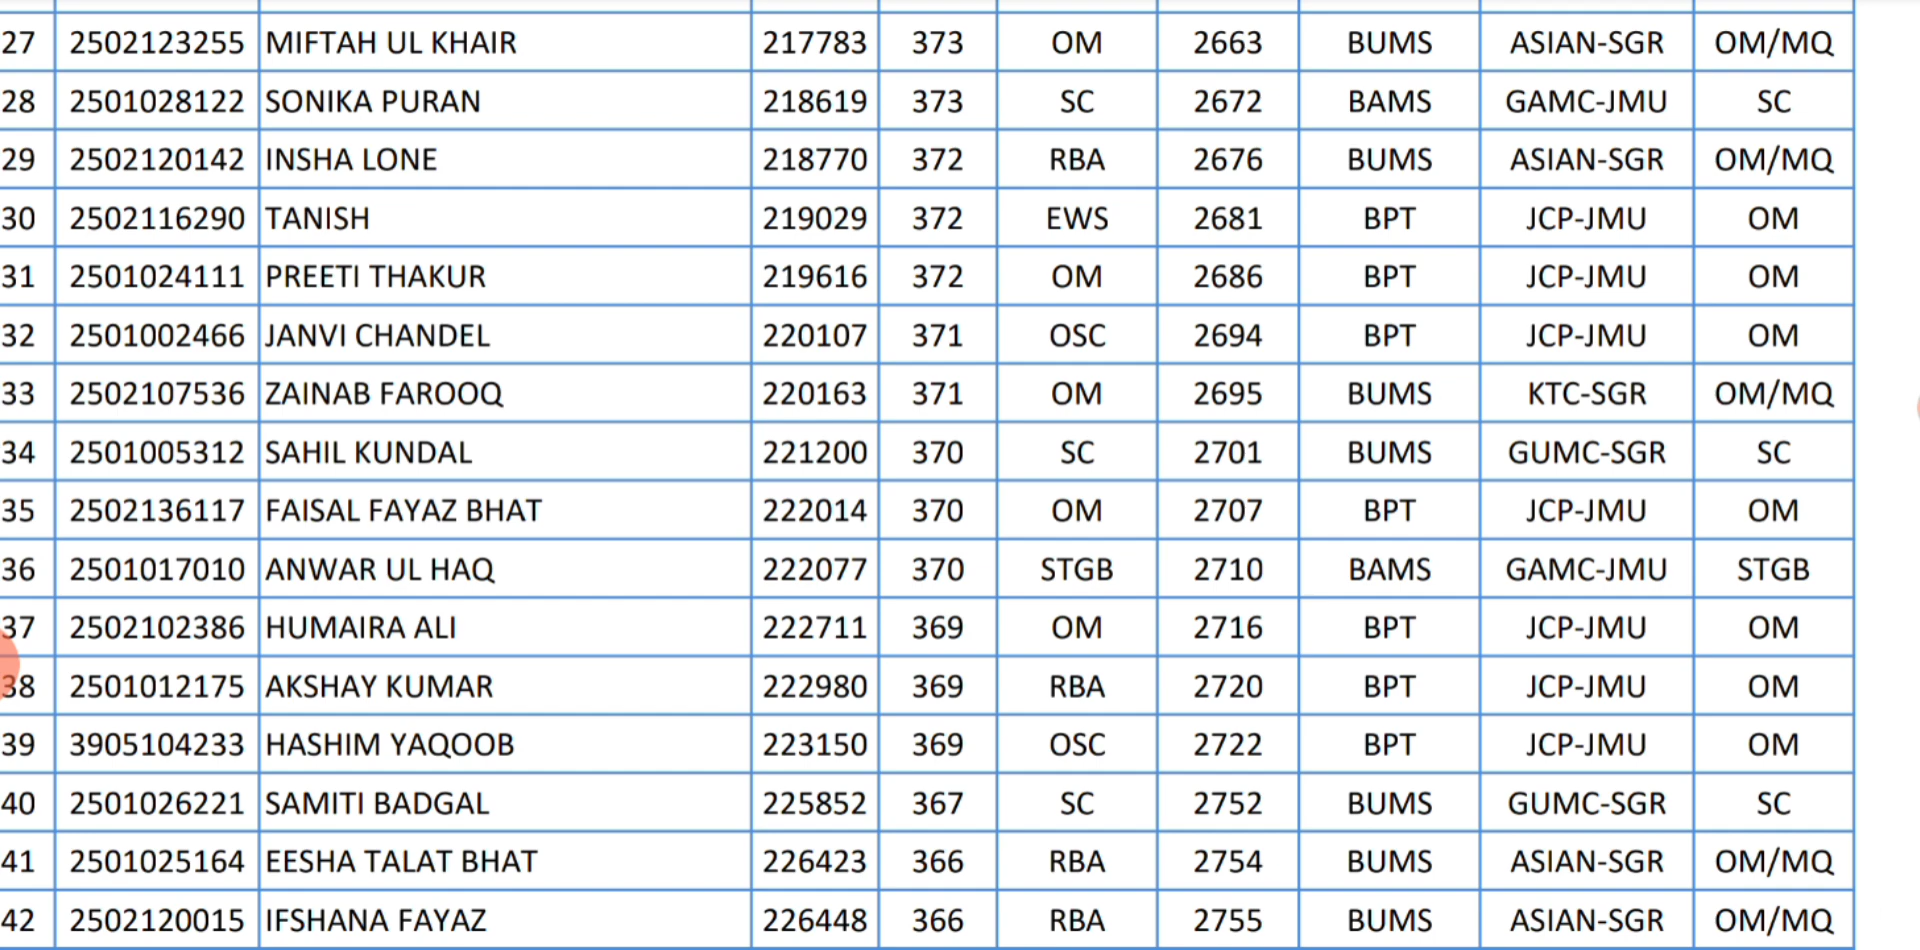 27 2502123255 MIFTAH UL KHAIR 217783 373 OM 2663 BUMS ASIAN-SGR OM/MQ
28 2501028122 SONIKA PURAN 218619 373 SC 2672 BAMS GAMC-JMU SC
29 2502120142 INSHA LONE 218770 372 RBA 2676 BUMS ASIAN-SGR OM/MQ
30 2502116290 TANISH 219029 372 EWS 2681 BPT JCP-JMU OM
31 2501024111 PREETI THAKUR 219616 372 OM 2686 BPT JCP-JMU OM
32 2501002466 JANVI CHANDEL 220107 371 OSC 2694 BPT JCP-JMU OM
33 2502107536 ZAINAB FAROOQ 220163 371 OM 2695 BUMS KTC-SGR OM/MQ
34 2501005312 SAHIL KUNDAL 221200 370 SC 2701 BUMS GUMC-SGR SC
35 2502136117 FAISAL FAYAZ BHAT 222014 370 OM 2707 BPT JCP-JMU OM
36 2501017010 ANWAR UL HAQ 222077 370 STGB 2710 BAMS GAMC-JMU STGB
37 2502102386 HUMAIRA ALI 222711 369 OM 2716 BPT JCP-JMU OM
38 2501012175 AKSHAY KUMAR 222980 369 RBA 2720 BPT JCP-JMU OM
39 3905104233 HASHIM YAQOOB 223150 369 OSC 2722 BPT JCP-JMU OM
40 2501026221 SAMITI BADGAL 225852 367 SC 2752 BUMS GUMC-SGR SC
41 2501025164 EESHA TALAT BHAT 226423 366 RBA 2754 BUMS ASIAN-SGR OM/MQ
42 2502120015 IFSHANA FAYAZ 226448 366 RBA 2755 BUMS ASIAN-SGR OM/MQ